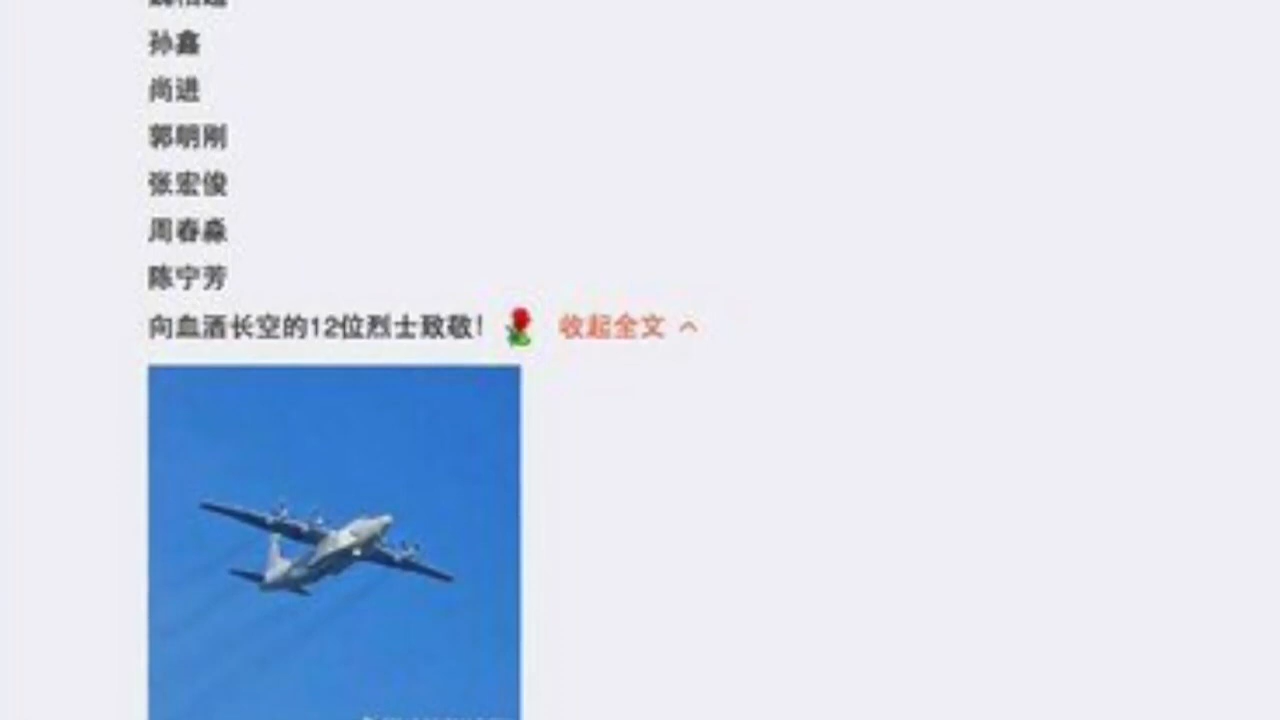 孙鑫
尚进
郭明刚
张宏俊
周春淼
陈宁芳
向血洒长空的12位烈士致敬！ 收起全文